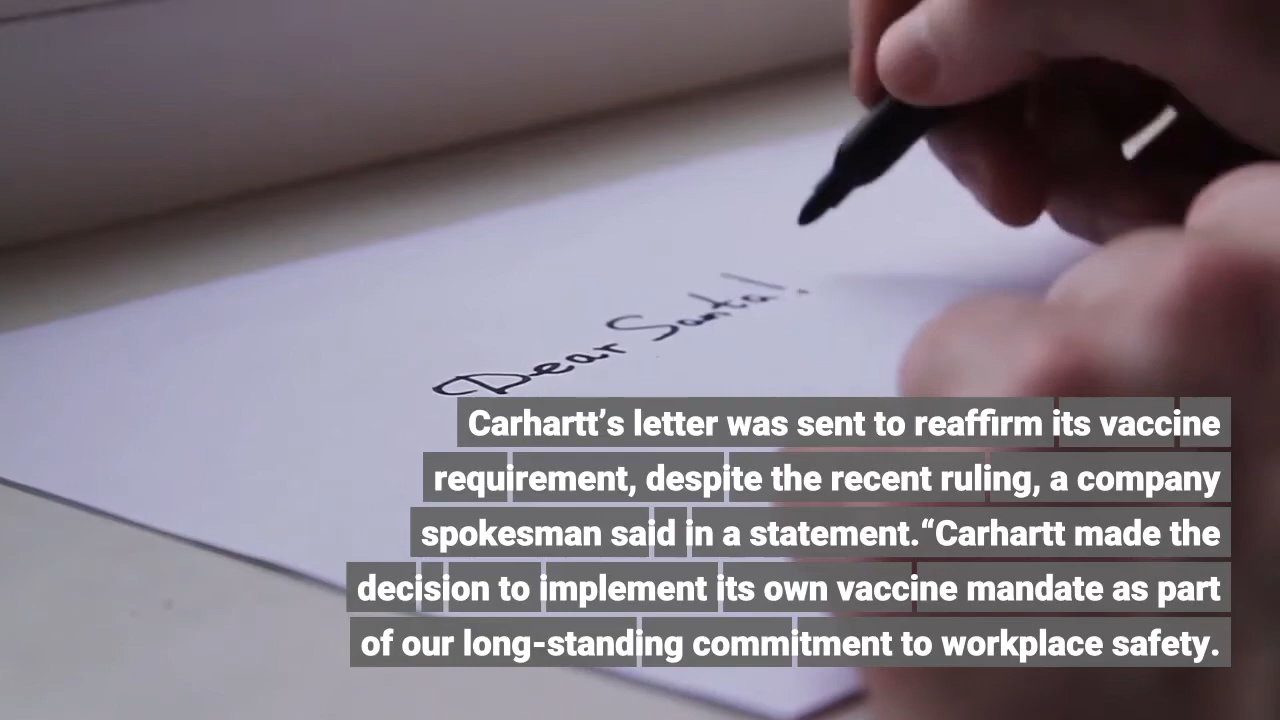 Dear Santa!
Carhartt’s letter was sent to reaffirm its vaccine
requirement, despite the recent ruling, a company
spokesman said in a statement.“Carhartt made the
decision to implement its own vaccine mandate as part
of our long-standing commitment to workplace safety.